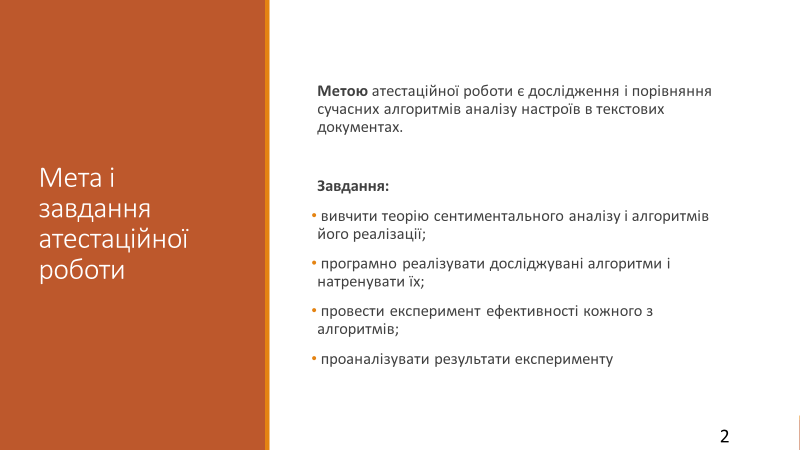 Мета і
завдання
атестаційної
роботи
Метою атестаційної роботи є дослідження і порівняння
сучасних алгоритмів аналізу настроїв в текстових
документах.
Завдання:
• вивчити теорію сентиментального аналізу і алгоритмів
його реалізації;
• програмно реалізувати досліджувані алгоритми і
натренувати їх;
• провести експеримент ефективності кожного з
алгоритмів;
• проаналізувати результати експерименту
2